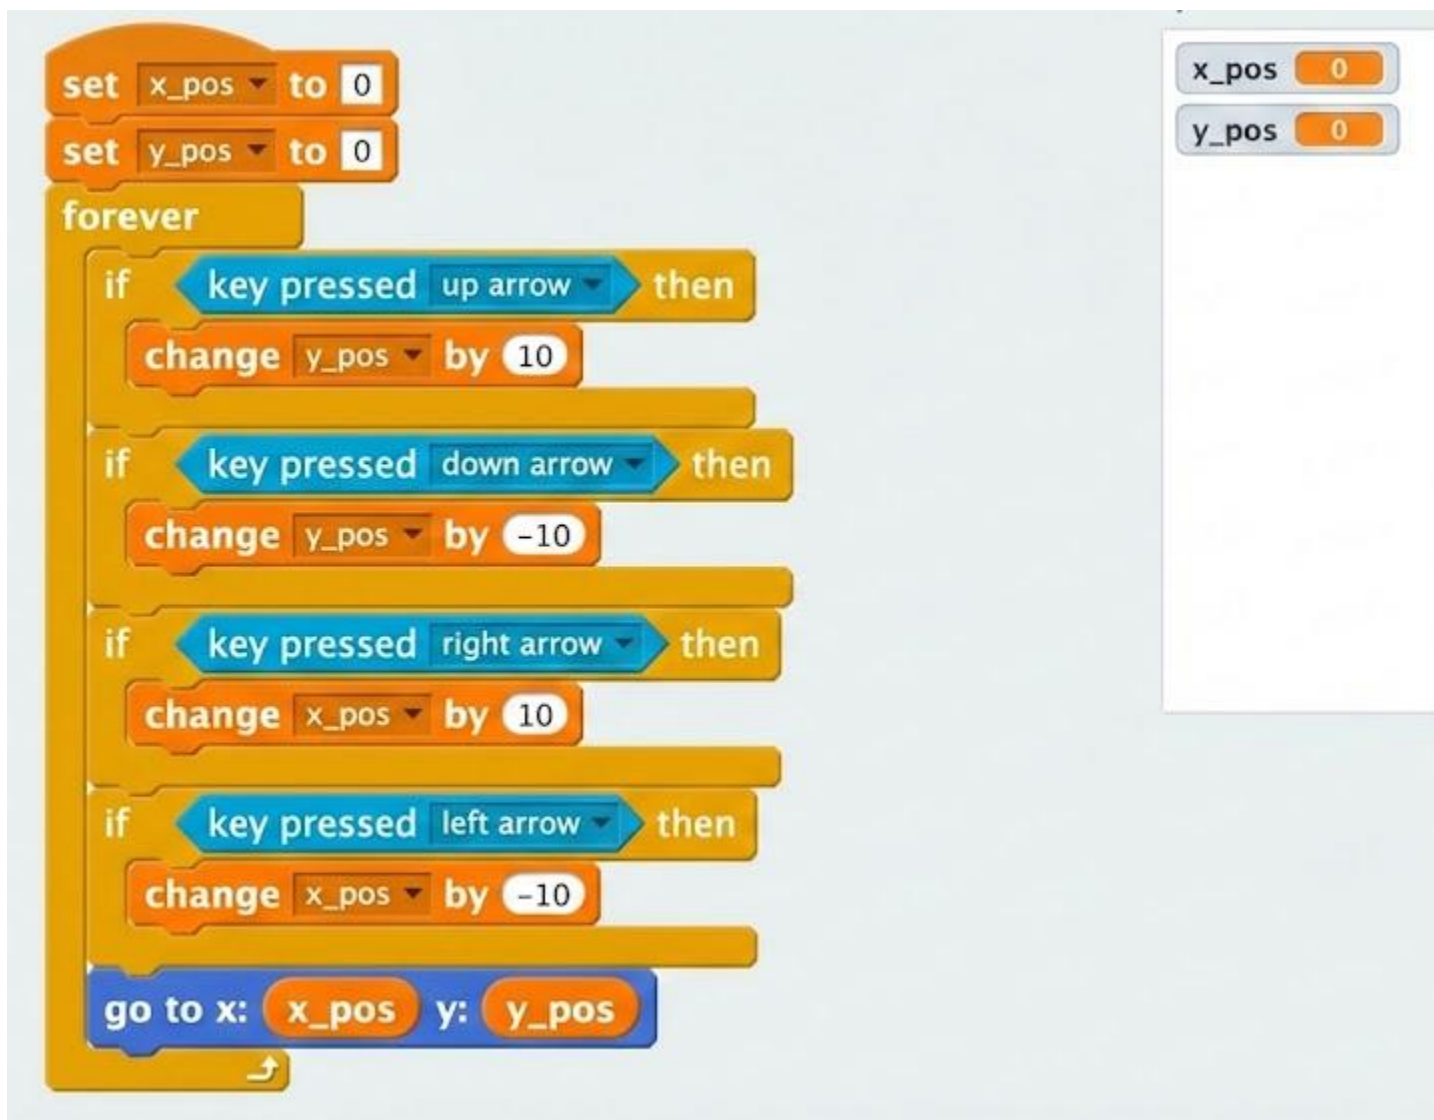 set x_pos to 0
set y_pos to 0
forever
if key pressed up arrow then
change y_pos by 10
if key pressed down arrow then
change y_pos by -10
if key pressed right arrow then
change x_pos by 10
if key pressed left arrow then
change x_pos by -10
go to x: x_pos y: y_pos
x_pos 0
y_pos 0